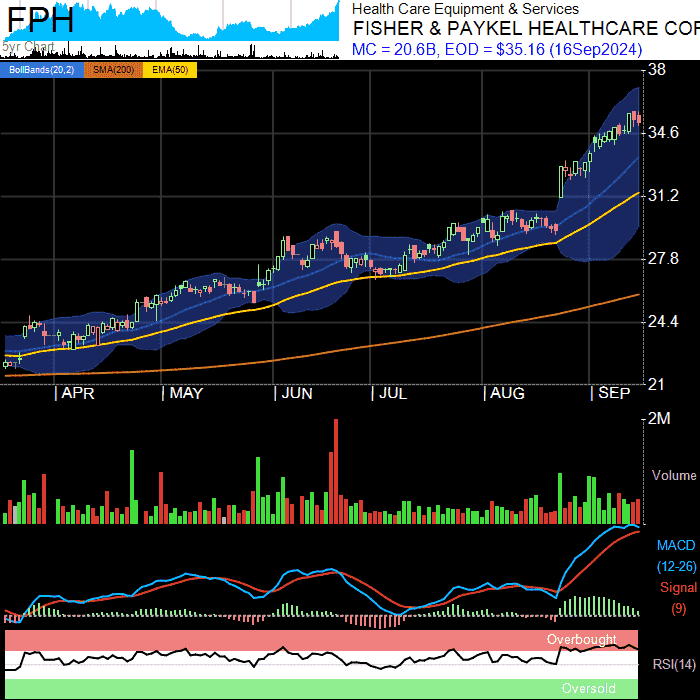 FPH
5yr Chart
Health Care Equipment & Services
FISHER & PAYKEL HEALTHCARE COR
MC = 20.6B, EOD = $35.16 (16Sep2024)
BollBands(20,2) SMA(200) EMA(50)
38
34.6
31.2
27.8
24.4
21
| APR | MAY | JUN | JUL | AUG | SEP
2M
Volume
MACD
(12-26)
Signal
(9)
Overbought
RSI(14)
Oversold